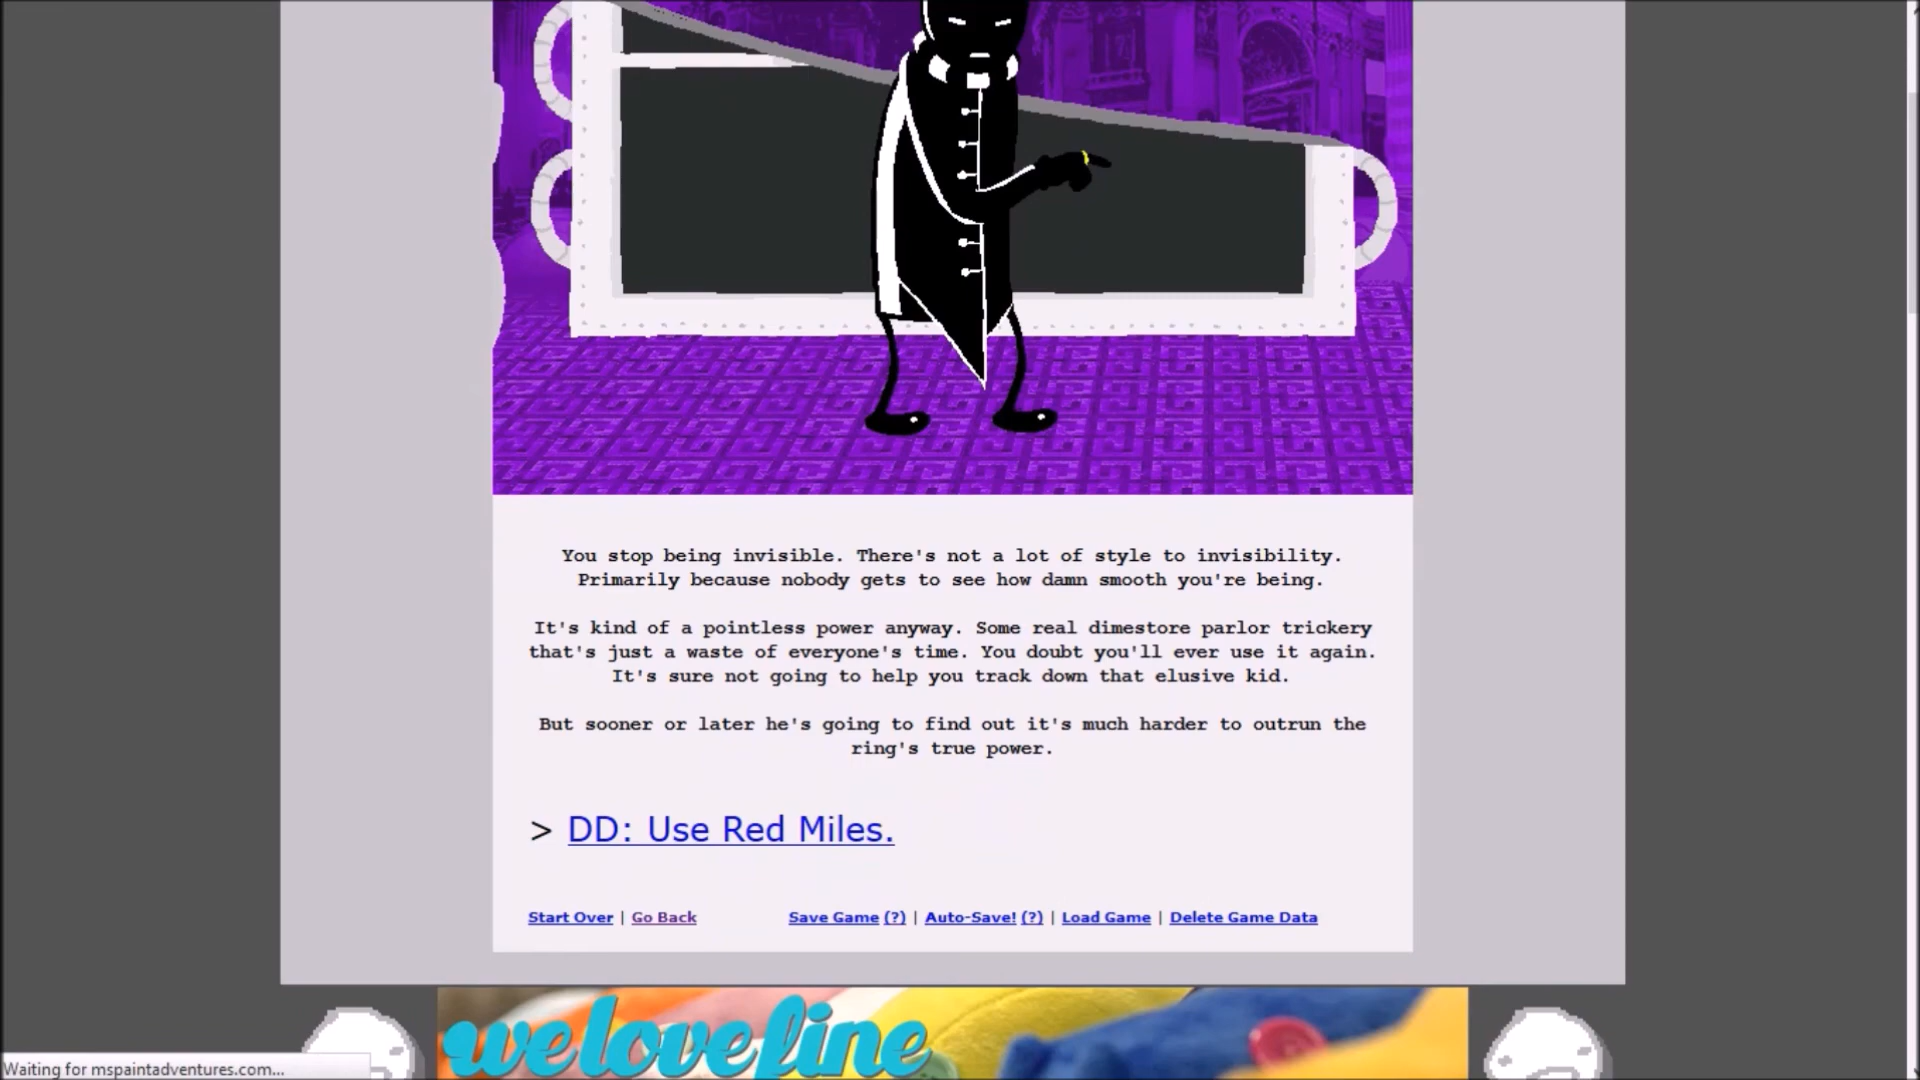 You stop being invisible. There's not a lot of style to invisibility.
Primarily because nobody gets to see how damn smooth you're being.
It's kind of a pointless power anyway. Some real dimestore parlor trickery
that's just a waste of everyone's time. You doubt you'll ever use it again.
It's sure not going to help you track down that elusive kid.
But sooner or later he's going to find out it's much harder to outrun the
ring's true power.
> DD: Use Red Miles.
Start Over | Go Back Save Game (?) | Auto-Save! (?) | Load Game | Delete Game Data
welovefine
Waiting for mspaintadventures.com...